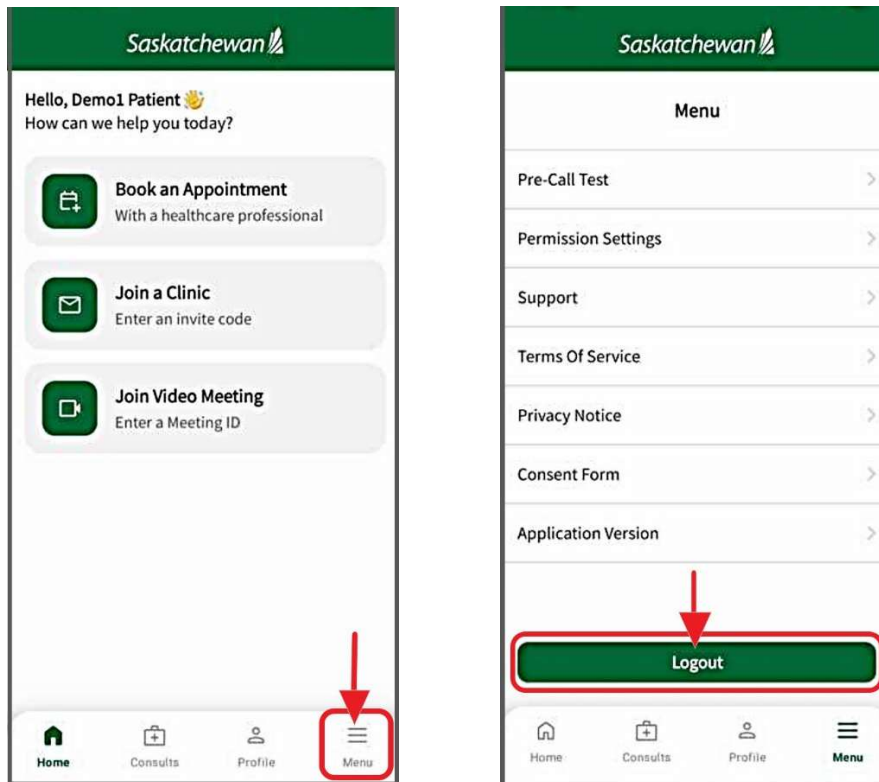 Saskatchewan
Hello, Demo1 Patient 👋
How can we help you today?
Book an Appointment
With a healthcare professional
Join a Clinic
Enter an invite code
Join Video Meeting
Enter a Meeting ID
Home
Consults
Profile
Menu
Saskatchewan
Menu
Pre-Call Test
Permission Settings
Support
Terms Of Service
Privacy Notice
Consent Form
Application Version
Logout
Home
Consults
Profile
Menu